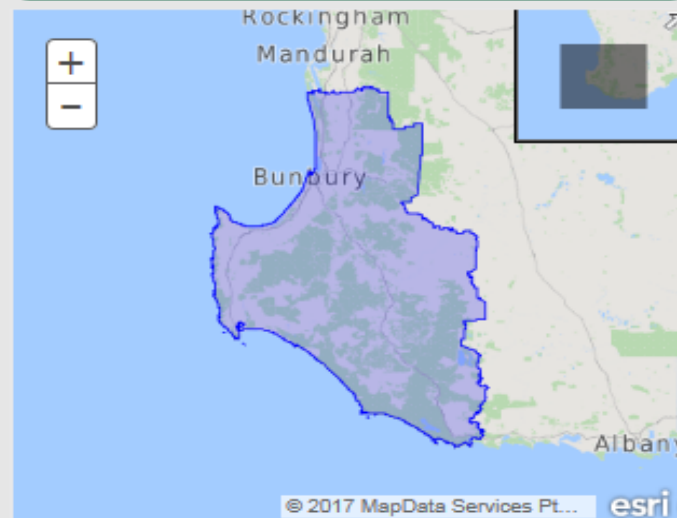 Rockingham
Mandurah
+
−
Bunbury
Albany
© 2017 MapData Services Pt...
esri